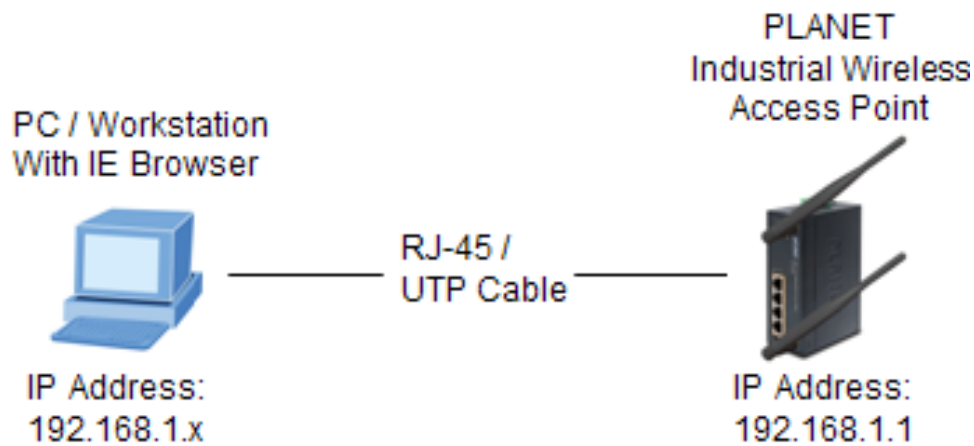 PLANET
Industrial Wireless
Access Point
PC / Workstation
With IE Browser
RJ-45 /
UTP Cable
IP Address:
192.168.1.x
IP Address:
192.168.1.1